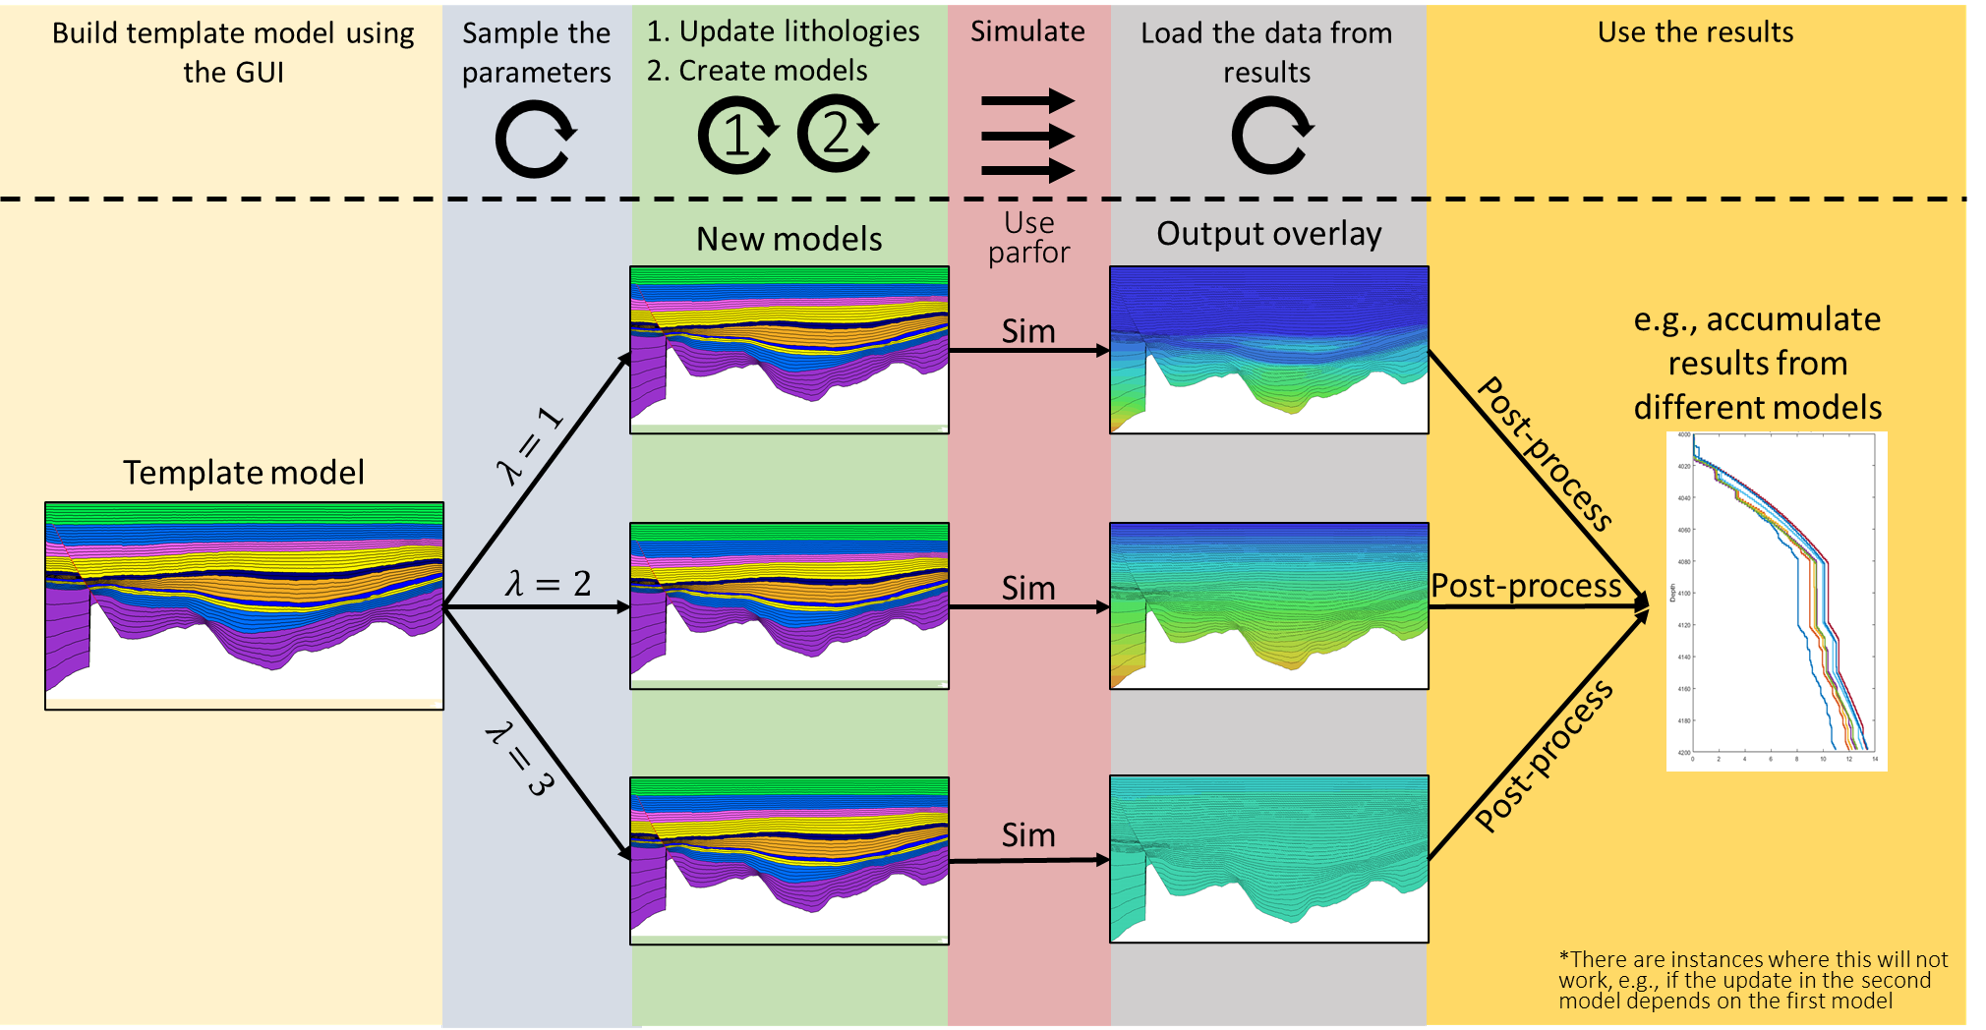 Build template model using
the GUI
Sample the
parameters
1. Update lithologies
2. Create models
1
2
Simulate
Load the data from
results
Use the results
Template model
λ = 1
λ = 2
λ = 3
New models
Use
parfor
Sim
Sim
Sim
Output overlay
Post-process
Post-process
Post-process
e.g., accumulate
results from
different models
4000
4020
4040
4060
4080
4100
4120
4140
4160
4180
4200
Depth
0 2 4 6 8 10 12 14
*There are instances where this will not
work, e.g., if the update in the second
model depends on the first model